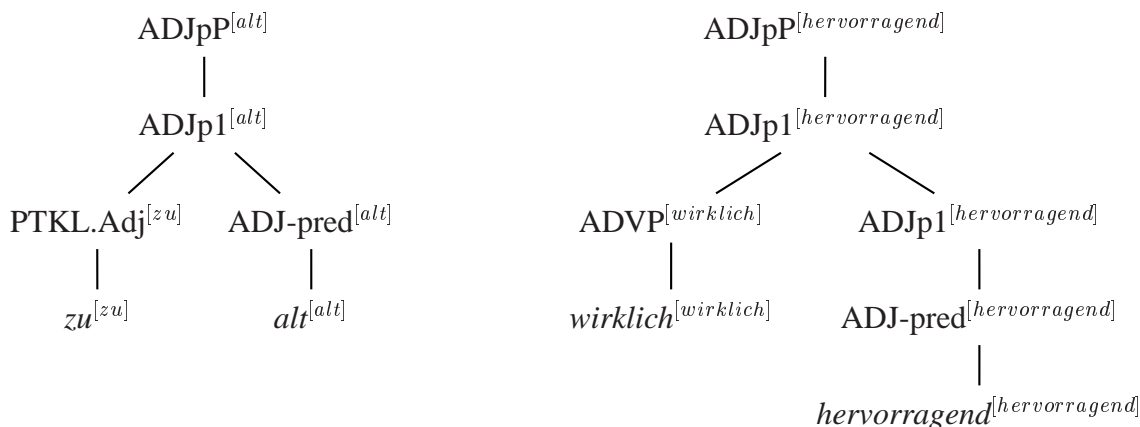 ADJpP[alt] ADJpP[hervorragend]
ADJp1[alt] ADJp1[hervorragend]
PTKL.Adj[zu] ADJ-pred[alt] ADVP[wirklich] ADJp1[hervorragend]
zu[zu] alt[alt] wirklich[wirklich] ADJ-pred[hervorragend]
hervorragend[hervorragend]